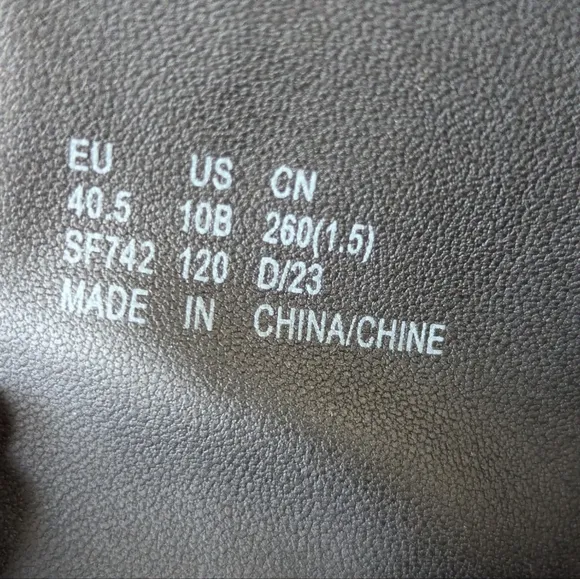 EU US CN
40.5 10B 260(1.5)
SF742 120 D/23
MADE IN CHINA/CHINE